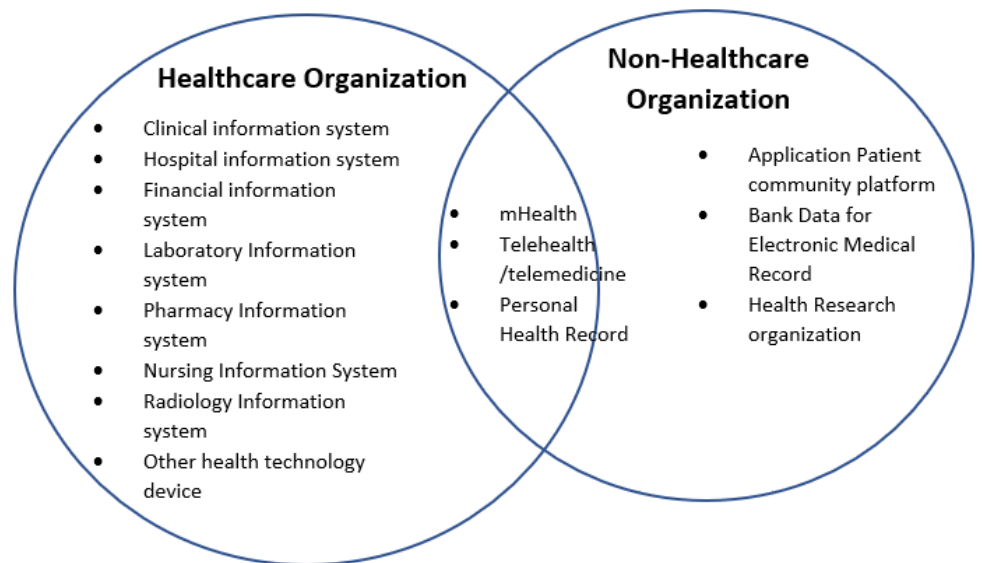 Healthcare Organization
• Clinical information system
• Hospital information system
• Financial information
system
• Laboratory Information
system
• Pharmacy Information
system
• Nursing Information System
• Radiology Information
system
• Other health technology
device
• mHealth
• Telehealth
/telemedicine
• Personal
Health Record
Non-Healthcare
Organization
• Application Patient
community platform
• Bank Data for
Electronic Medical
Record
• Health Research
organization